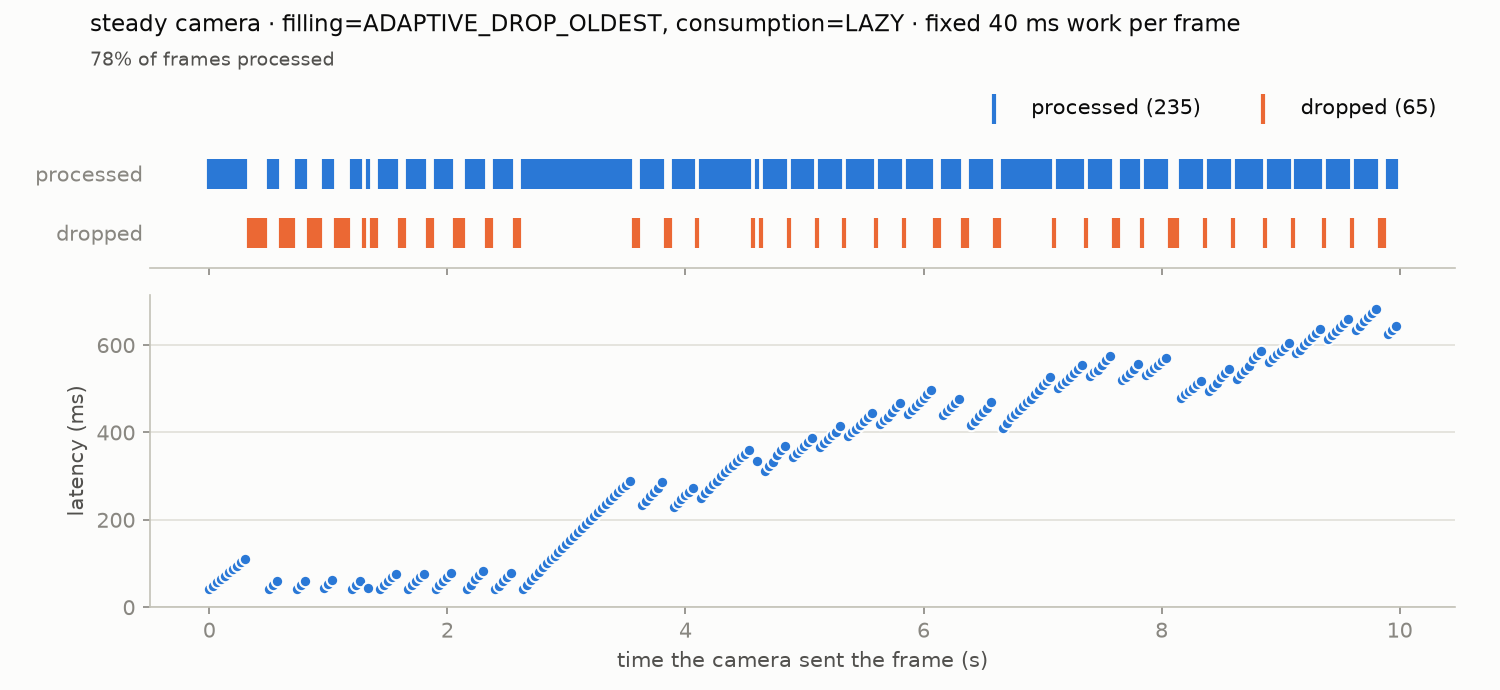 steady camera · filling=ADAPTIVE_DROP_OLDEST, consumption=LAZY · fixed 40 ms work per frame
78% of frames processed
processed (235)
dropped (65)
processed
dropped
600
400
200
0
latency (ms)
0 2 4 6 8 10
time the camera sent the frame (s)